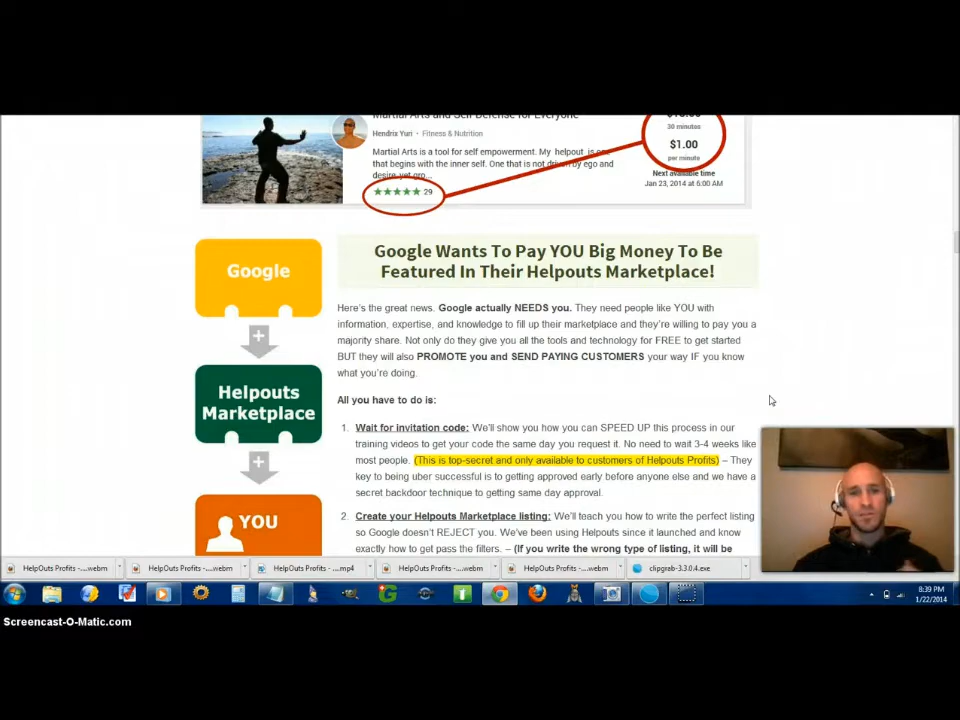 Martial Arts and Self Defense for Everyone
Hendrix Yuri • Fitness & Nutrition
Martial Arts is a tool for self empowerment. My helpout is one
that begins with the inner self. One that is not driven by ego and
desire yet gro...
★★★★★ 29
30 minutes
$1.00
per minute
Next available time
Jan 23, 2014 at 6:00 AM
Google
+
Helpouts
Marketplace
+
YOU
Google Wants To Pay YOU Big Money To Be
Featured In Their Helpouts Marketplace!
Here's the great news. Google actually NEEDS you. They need people like YOU with
information, expertise, and knowledge to fill up their marketplace and they're willing to pay you a
majority share. Not only do they give you all the tools and technology for FREE to get started
BUT they will also PROMOTE you and SEND PAYING CUSTOMERS your way IF you know
what you're doing.
All you have to do is:
1. Wait for invitation code: We'll show you how you can SPEED UP this process in our
training videos to get your code the same day you request it. No need to wait 3-4 weeks like
most people. (This is top-secret and only available to customers of Helpouts Profits) – They
key to being uber successful is to getting approved early before anyone else and we have a
secret backdoor technique to getting same day approval.
2. Create your Helpouts Marketplace listing: We'll teach you how to write the perfect listing
so Google doesn't REJECT you. We've been using Helpouts since it launched and know
exactly how to get pass the filters. – (If you write the wrong type of listing, it will be
HelpOuts Profits -....webm
HelpOuts Profits -....webm
HelpOuts Profits -....mp4
HelpOuts Profits -....webm
HelpOuts Profits -....webm
clipgrab-3.3.0.4.exe
8:39 PM
1/22/2014
Screencast-O-Matic.com